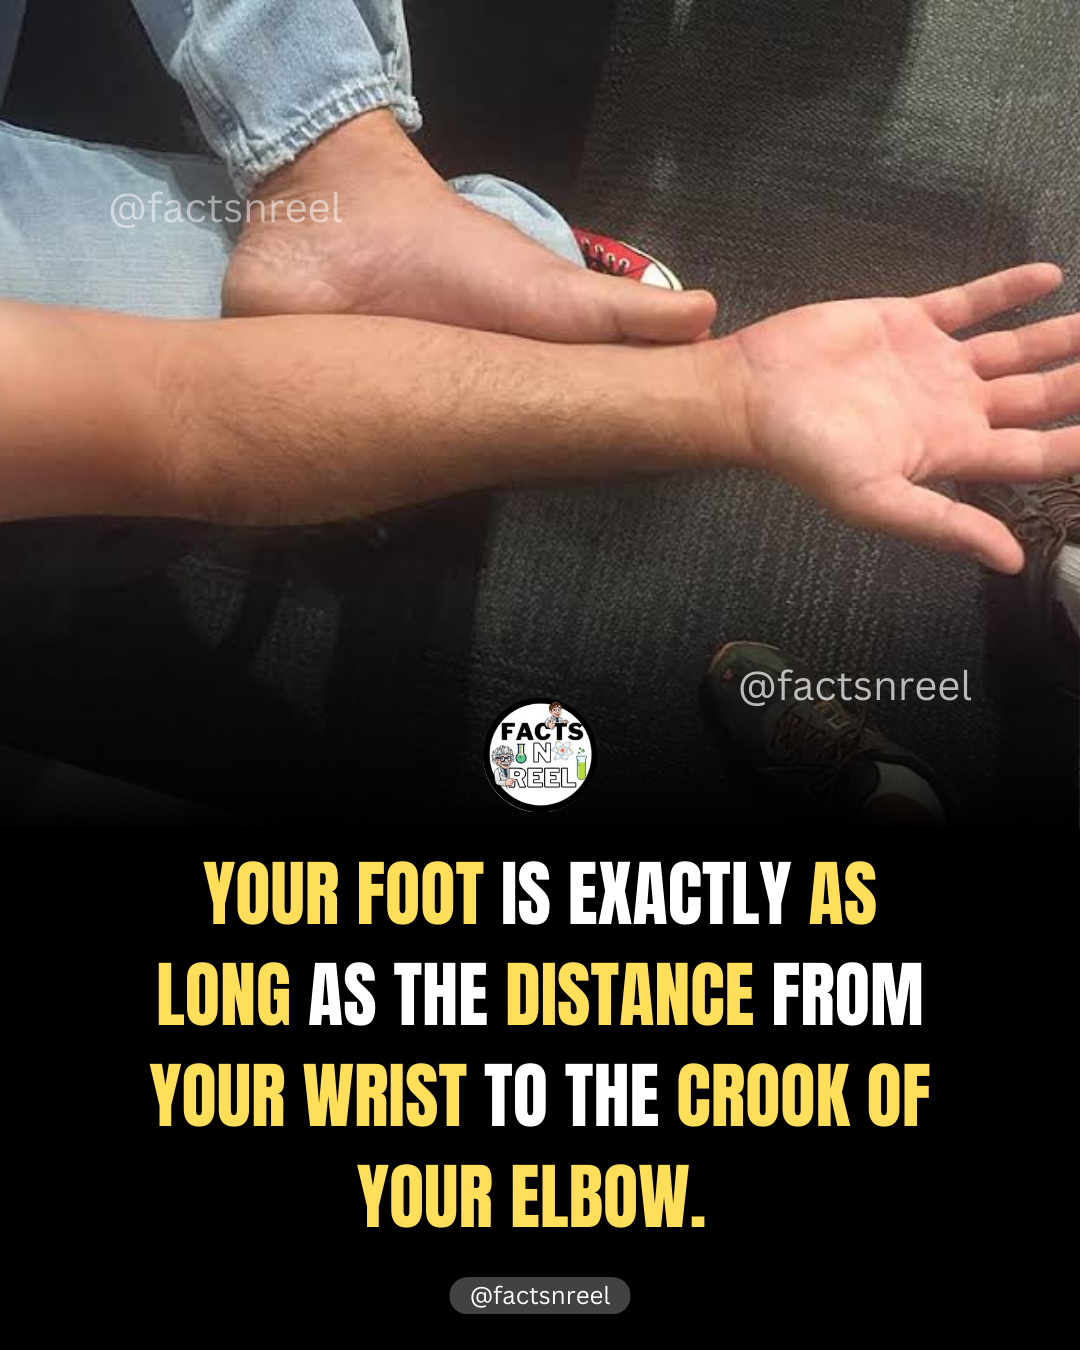 @factsnreel
@factsnreel
FACTS
IN
REEL
YOUR FOOT IS EXACTLY AS
LONG AS THE DISTANCE FROM
YOUR WRIST TO THE CROOK OF
YOUR ELBOW.
@factsnreel